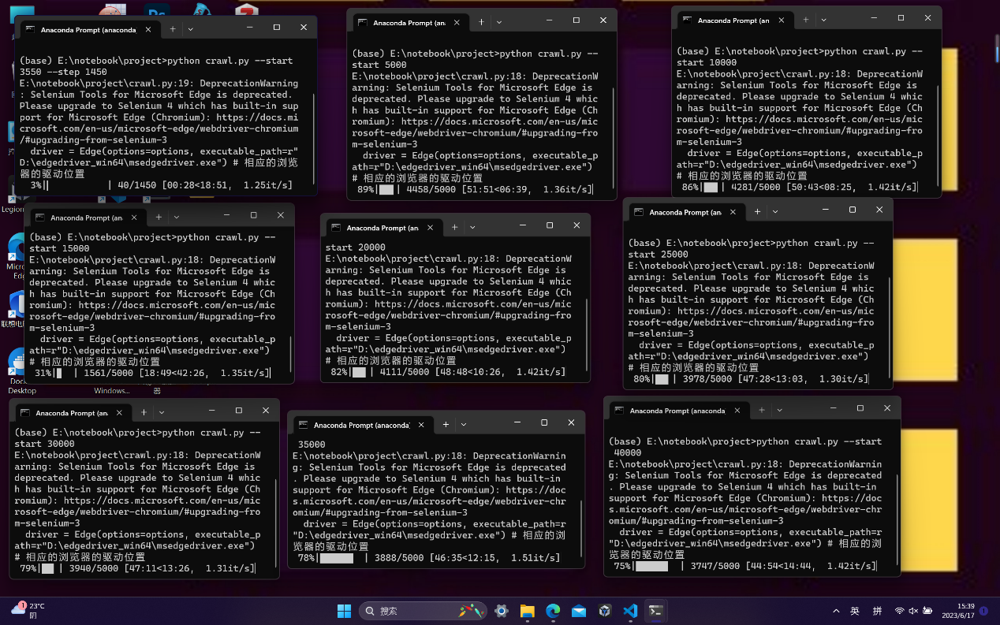 Anaconda Prompt (anaconda
(base) E:\notebook\project>python crawl.py --start
3550 --step 1450
E:\notebook\project\crawl.py:19: DeprecationWarning
: Selenium Tools for Microsoft Edge is deprecated.
Please upgrade to Selenium 4 which has built-in sup
port for Microsoft Edge (Chromium): https://docs.mi
crosoft.com/en-us/microsoft-edge/webdriver-chromium
/#upgrading-from-selenium-3
driver = Edge(options=options, executable_path=r"
D:\edgedriver_win64\msedgedriver.exe") # 相应的浏览
器的驱动位置
3%| | 40/1450 [00:28<18:51, 1.25it/s]
Anaconda Prompt (ana
(base) E:\notebook\project>python crawl.py --
start 5000
E:\notebook\project\crawl.py:18: DeprecationW
arning: Selenium Tools for Microsoft Edge is
deprecated. Please upgrade to Selenium 4 whic
h has built-in support for Microsoft Edge (Ch
romium): https://docs.microsoft.com/en-us/mic
rosoft-edge/webdriver-chromium/#upgrading-fro
m-selenium-3
driver = Edge(options=options, executable_p
ath=r"D:\edgedriver_win64\msedgedriver.exe")
# 相应的浏览器的驱动位置
89%| | 4458/5000 [51:51<06:39, 1.36it/s]
Anaconda Prompt (an
(base) E:\notebook\project>python crawl.py --
start 10000
E:\notebook\project\crawl.py:18: DeprecationW
arning: Selenium Tools for Microsoft Edge is
deprecated. Please upgrade to Selenium 4 whic
h has built-in support for Microsoft Edge (Ch
romium): https://docs.microsoft.com/en-us/mic
rosoft-edge/webdriver-chromium/#upgrading-fro
m-selenium-3
driver = Edge(options=options, executable_p
ath=r"D:\edgedriver_win64\msedgedriver.exe")
# 相应的浏览器的驱动位置
86%| | 4281/5000 [50:43<08:25, 1.42it/s]
Anaconda Prompt (ana
(base) E:\notebook\project>python crawl.py --
start 15000
E:\notebook\project\crawl.py:18: DeprecationW
arning: Selenium Tools for Microsoft Edge is
deprecated. Please upgrade to Selenium 4 whic
h has built-in support for Microsoft Edge (Ch
romium): https://docs.microsoft.com/en-us/mic
rosoft-edge/webdriver-chromium/#upgrading-fro
m-selenium-3
driver = Edge(options=options, executable_p
ath=r"D:\edgedriver_win64\msedgedriver.exe")
# 相应的浏览器的驱动位置
31%| | 1561/5000 [18:49<42:26, 1.35it/s]
Anaconda Prompt (ana
start 20000
E:\notebook\project\crawl.py:18: DeprecationW
arning: Selenium Tools for Microsoft Edge is
deprecated. Please upgrade to Selenium 4 whic
h has built-in support for Microsoft Edge (Ch
romium): https://docs.microsoft.com/en-us/mic
rosoft-edge/webdriver-chromium/#upgrading-fro
m-selenium-3
driver = Edge(options=options, executable_p
ath=r"D:\edgedriver_win64\msedgedriver.exe")
# 相应的浏览器的驱动位置
82%| | 4111/5000 [48:48<10:26, 1.42it/s]
Anaconda Prompt (ana
(base) E:\notebook\project>python crawl.py --
start 25000
E:\notebook\project\crawl.py:18: DeprecationW
arning: Selenium Tools for Microsoft Edge is
deprecated. Please upgrade to Selenium 4 whic
h has built-in support for Microsoft Edge (Ch
romium): https://docs.microsoft.com/en-us/mic
rosoft-edge/webdriver-chromium/#upgrading-fro
m-selenium-3
driver = Edge(options=options, executable_p
ath=r"D:\edgedriver_win64\msedgedriver.exe")
# 相应的浏览器的驱动位置
80%| | 3978/5000 [47:28<13:03, 1.30it/s]
Anaconda Prompt (ana
(base) E:\notebook\project>python crawl.py --
start 30000
E:\notebook\project\crawl.py:18: DeprecationW
arning: Selenium Tools for Microsoft Edge is
deprecated. Please upgrade to Selenium 4 whic
h has built-in support for Microsoft Edge (Ch
romium): https://docs.microsoft.com/en-us/mic
rosoft-edge/webdriver-chromium/#upgrading-fro
m-selenium-3
driver = Edge(options=options, executable_p
ath=r"D:\edgedriver_win64\msedgedriver.exe")
# 相应的浏览器的驱动位置
79%| | 3940/5000 [47:11<13:26, 1.31it/s]
Anaconda Prompt (anaconda
35000
E:\notebook\project\crawl.py:18: DeprecationWarnin
g: Selenium Tools for Microsoft Edge is deprecated
. Please upgrade to Selenium 4 which has built-in
support for Microsoft Edge (Chromium): https://doc
s.microsoft.com/en-us/microsoft-edge/webdriver-chr
omium/#upgrading-from-selenium-3
driver = Edge(options=options, executable_path=r
"D:\edgedriver_win64\msedgedriver.exe") # 相应的浏
览器的驱动位置
78%| | 3888/5000 [46:35<12:15, 1.51it/s]
Anaconda Prompt (anaconda
(base) E:\notebook\project>python crawl.py --start
40000
E:\notebook\project\crawl.py:18: DeprecationWarnin
g: Selenium Tools for Microsoft Edge is deprecated
. Please upgrade to Selenium 4 which has built-in
support for Microsoft Edge (Chromium): https://doc
s.microsoft.com/en-us/microsoft-edge/webdriver-chr
omium/#upgrading-from-selenium-3
driver = Edge(options=options, executable_path=r
"D:\edgedriver_win64\msedgedriver.exe") # 相应的浏
览器的驱动位置
75%| | 3747/5000 [44:54<14:44, 1.42it/s]
Legion
Micr
Edg
联想电
Doc
Desktop
Windows...
器
1
23°C
阴
搜索
英
拼
15:39
2023/6/17
1